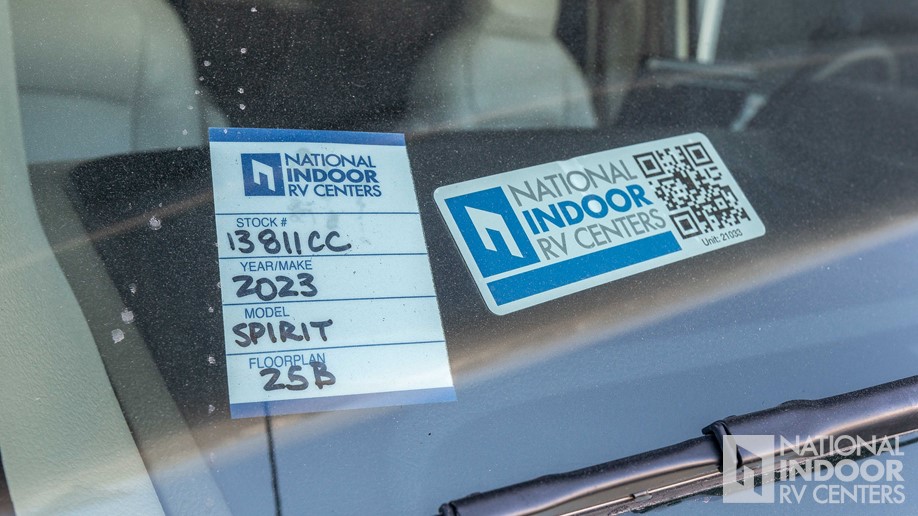 NATIONAL
INDOOR
RV CENTERS
STOCK #
13811CC
YEAR/MAKE
2023
MODEL
SPIRIT
FLOORPLAN
25B
NATIONAL
INDOOR
RV CENTERS
Unit: 21033
NATIONAL
INDOOR
RV CENTERS